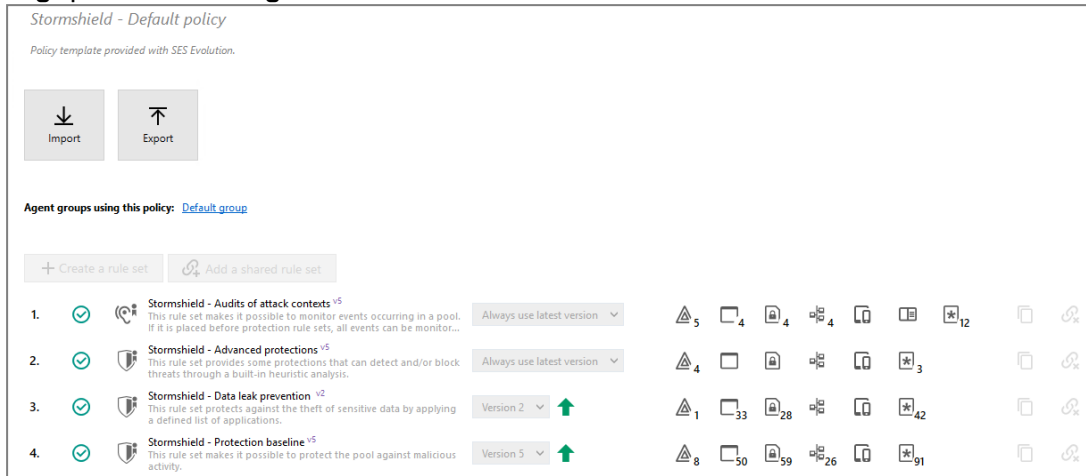 Stormshield - Default policy
Policy template provided with SES Evolution.
Import
Export
Agent groups using this policy: Default group
+ Create a rule set
Add a shared rule set
1. Stormshield - Audits of attack contexts v5
This rule set makes it possible to monitor events occurring in a pool.
If it is placed before protection rule sets, all events can be monitor...
Always use latest version
5 4 4 4 12
2. Stormshield - Advanced protections v5
This rule set provides some protections that can detect and/or block
threats through a built-in heuristic analysis.
Always use latest version
4 3
3. Stormshield - Data leak prevention v2
This rule set protects against the theft of sensitive data by applying
a defined list of applications.
Version 2
1 33 28 42
4. Stormshield - Protection baseline v5
This rule set makes it possible to protect the pool against malicious
activity.
Version 5
8 50 59 26 91